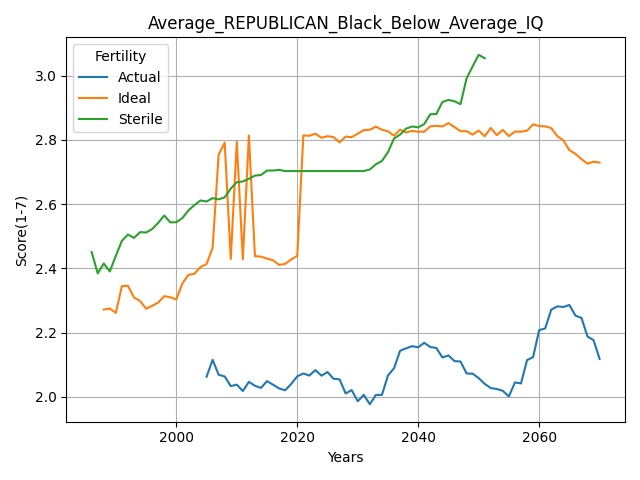 Average_REPUBLICAN_Black_Below_Average_IQ
Fertility
Actual
Ideal
Sterile
Score(1-7)
3.0
2.8
2.6
2.4
2.2
2.0
2000
2020
2040
2060
Years